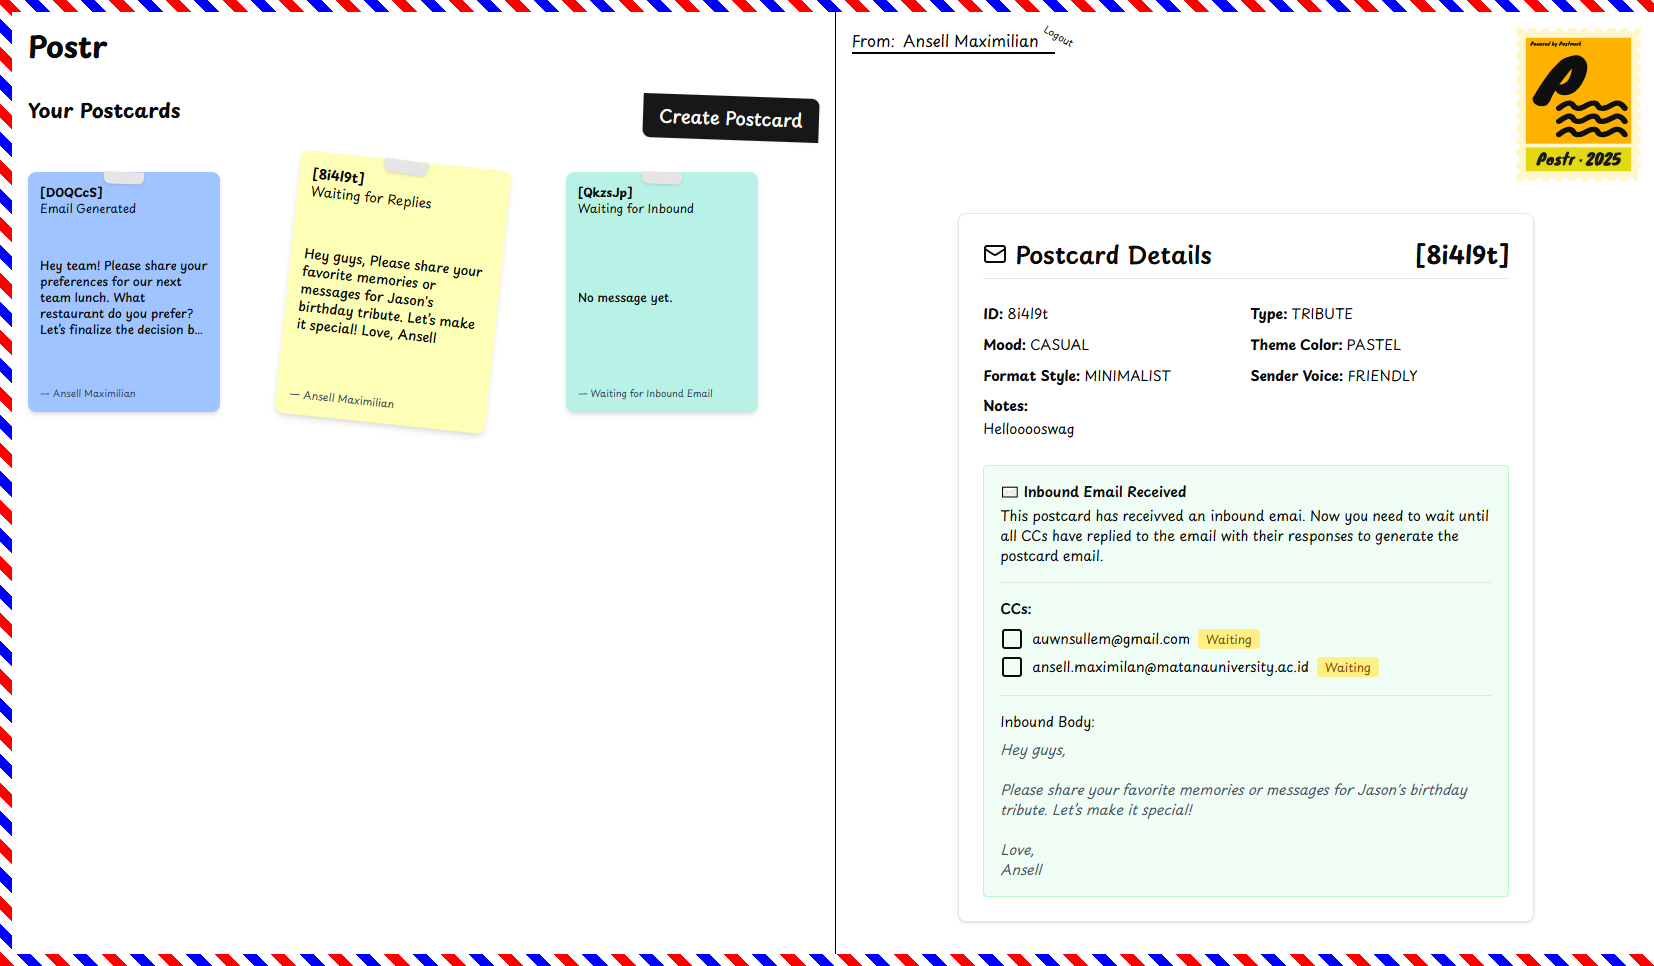 Postr
Your Postcards
Create Postcard
[D0QCcS]
Email Generated
Hey team! Please share your
preferences for our next
team lunch. What
restaurant do you prefer?
Let's finalize the decision b...
— Ansell Maximilian
[8i4l9t]
Waiting for Replies
Hey guys, Please share your
favorite memories or
messages for Jason's
birthday tribute. Let's make
it special! Love, Ansell
— Ansell Maximilian
[QkzsJp]
Waiting for Inbound
No message yet.
— Waiting for Inbound Email
From: Ansell Maximilian
Logout
Powered by Postmark
P
Postr · 2025
Postcard Details
[8i4l9t]
ID: 8i4l9t
Type: TRIBUTE
Mood: CASUAL
Theme Color: PASTEL
Format Style: MINIMALIST
Sender Voice: FRIENDLY
Notes:
Hellooooswag
Inbound Email Received
This postcard has receivved an inbound emai. Now you need to wait until
all CCs have replied to the email with their responses to generate the
postcard email.
CCs:
auwnsullem@gmail.com Waiting
ansell.maximilan@matanauniversity.ac.id Waiting
Inbound Body:
Hey guys,
Please share your favorite memories or messages for Jason's birthday
tribute. Let's make it special!
Love,
Ansell